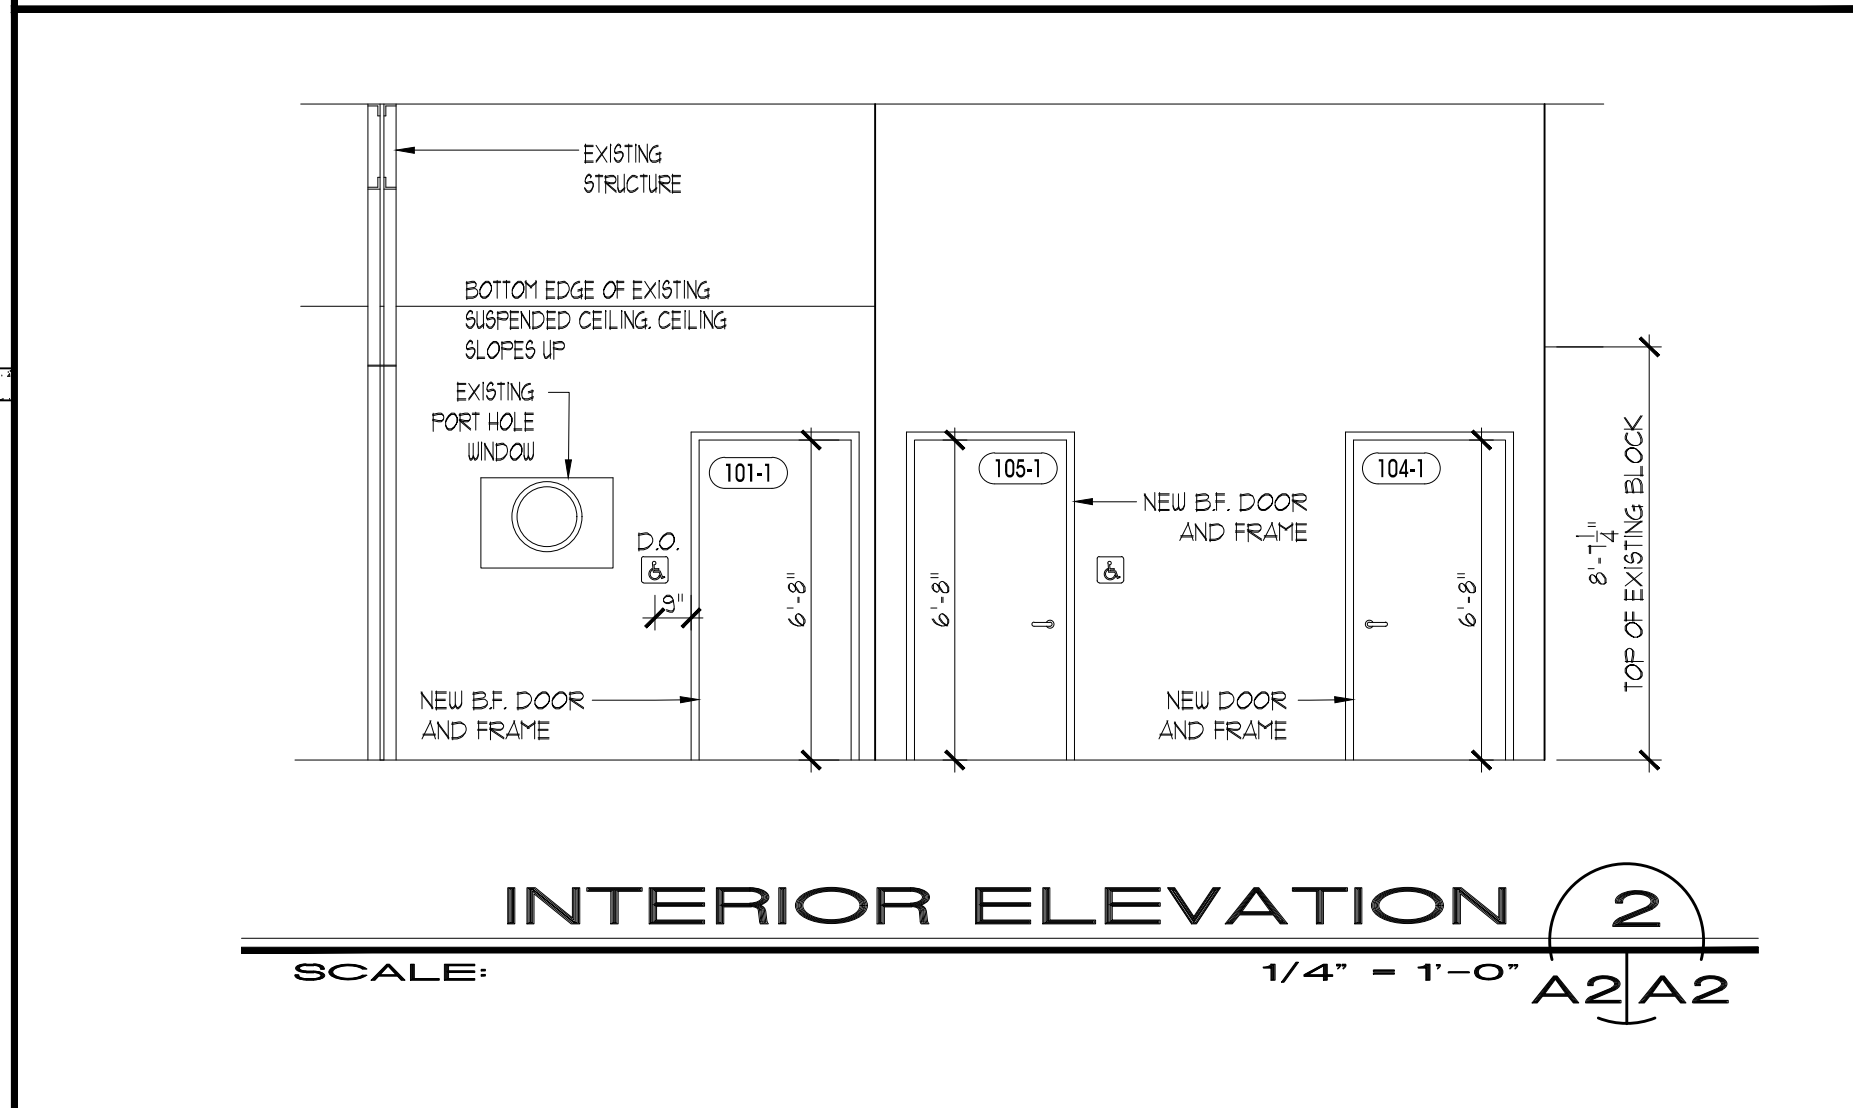 EXISTING
STRUCTURE
BOTTOM EDGE OF EXISTING
SUSPENDED CEILING. CEILING
SLOPES UP
EXISTING
PORT HOLE
WINDOW
D.O.
9"
101-1
6'-8"
NEW B.F. DOOR
AND FRAME
105-1
6'-8"
NEW B.F. DOOR
AND FRAME
104-1
6'-8"
NEW DOOR
AND FRAME
8'-7 1/4"
TOP OF EXISTING BLOCK
INTERIOR ELEVATION
2
SCALE:
1/4" = 1'-0"
A2 A2